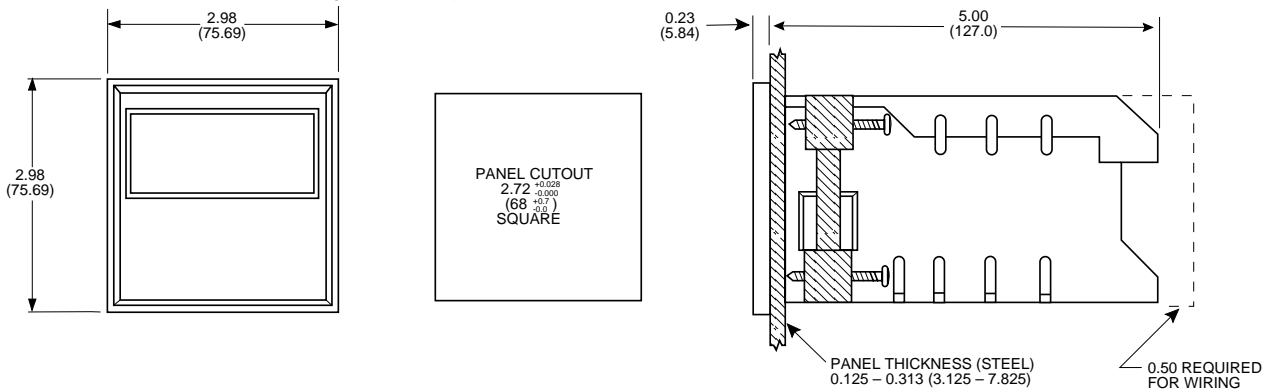 2.98
(75.69)
2.98
(75.69)
PANEL CUTOUT
2.72 +0.028 -0.000
(68 +0.7 -0.0 )
SQUARE
0.23
(5.84)
5.00
(127.0)
PANEL THICKNESS (STEEL)
0.125 – 0.313 (3.125 – 7.825)
0.50 REQUIRED
FOR WIRING